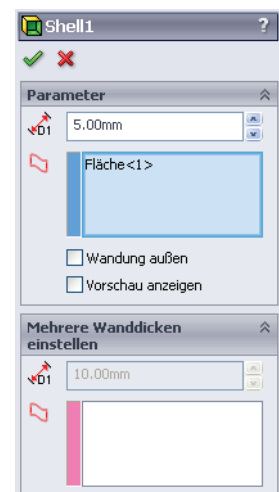 Shell1 ?
Parameter
D1 5.00mm
Fläche<1>
Wandung außen
Vorschau anzeigen
Mehrere Wanddicken
einstellen
D1 10.00mm